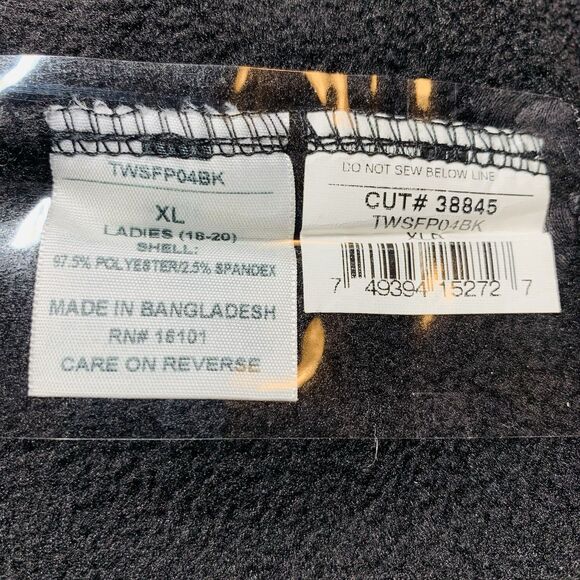 TWSFP04BK
XL
LADIES (18-20)
SHELL:
97.5% POLYESTER/2.5% SPANDEX
MADE IN BANGLADESH
RN# 16101
CARE ON REVERSE
DO NOT SEW BELOW LINE
CUT# 38845
TWSFP04BK
7 49394 15272 7